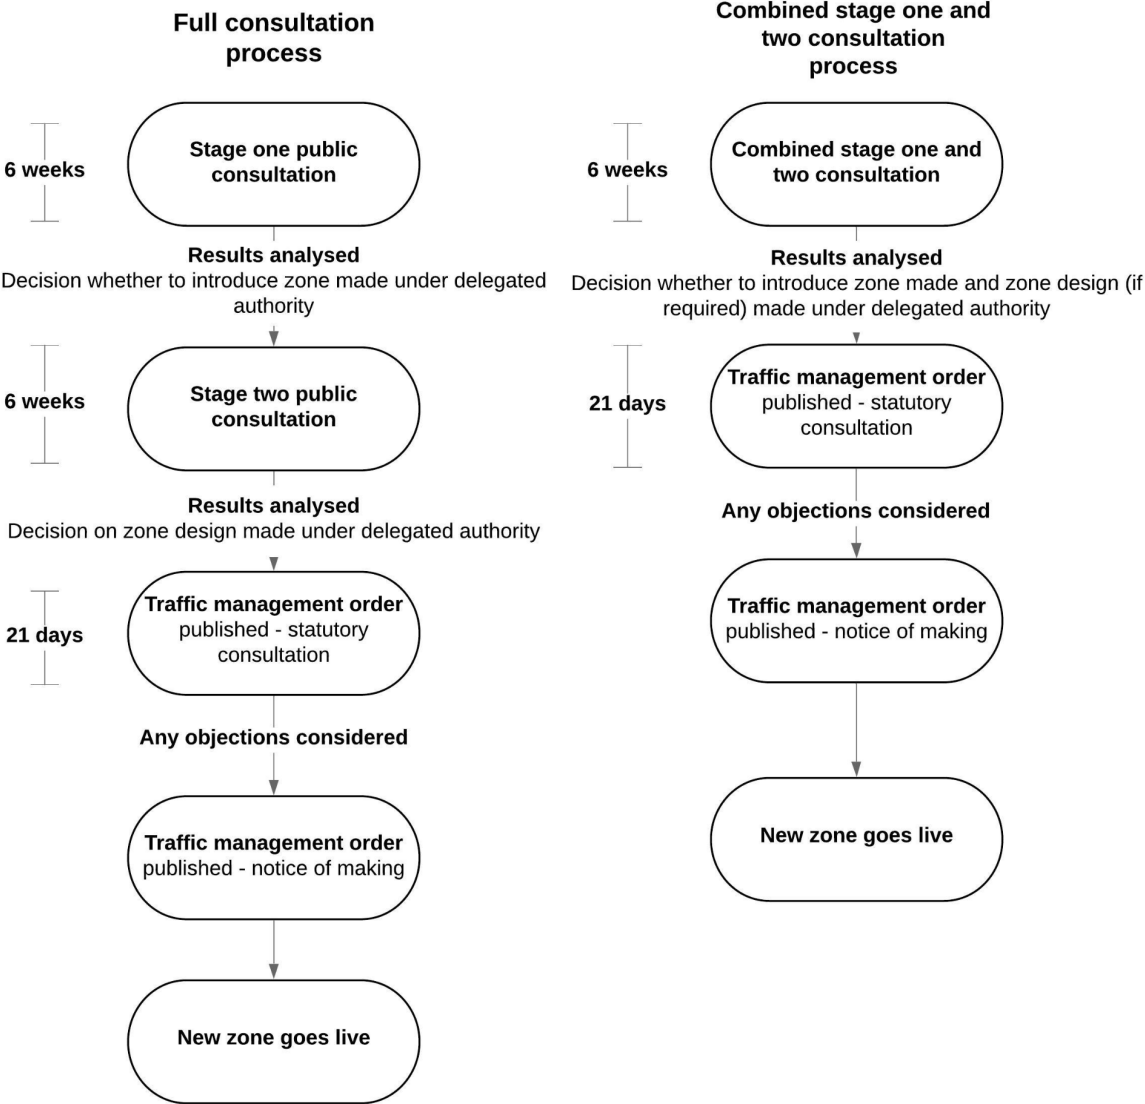 Full consultation
process
6 weeks
Stage one public
consultation
Results analysed
Decision whether to introduce zone made under delegated
authority
6 weeks
Stage two public
consultation
Results analysed
Decision on zone design made under delegated authority
21 days
Traffic management order
published - statutory
consultation
Any objections considered
Traffic management order
published - notice of making
New zone goes live
Combined stage one and
two consultation
process
6 weeks
Combined stage one and
two consultation
Results analysed
Decision whether to introduce zone made and zone design (if
required) made under delegated authority
21 days
Traffic management order
published - statutory
consultation
Any objections considered
Traffic management order
published - notice of making
New zone goes live